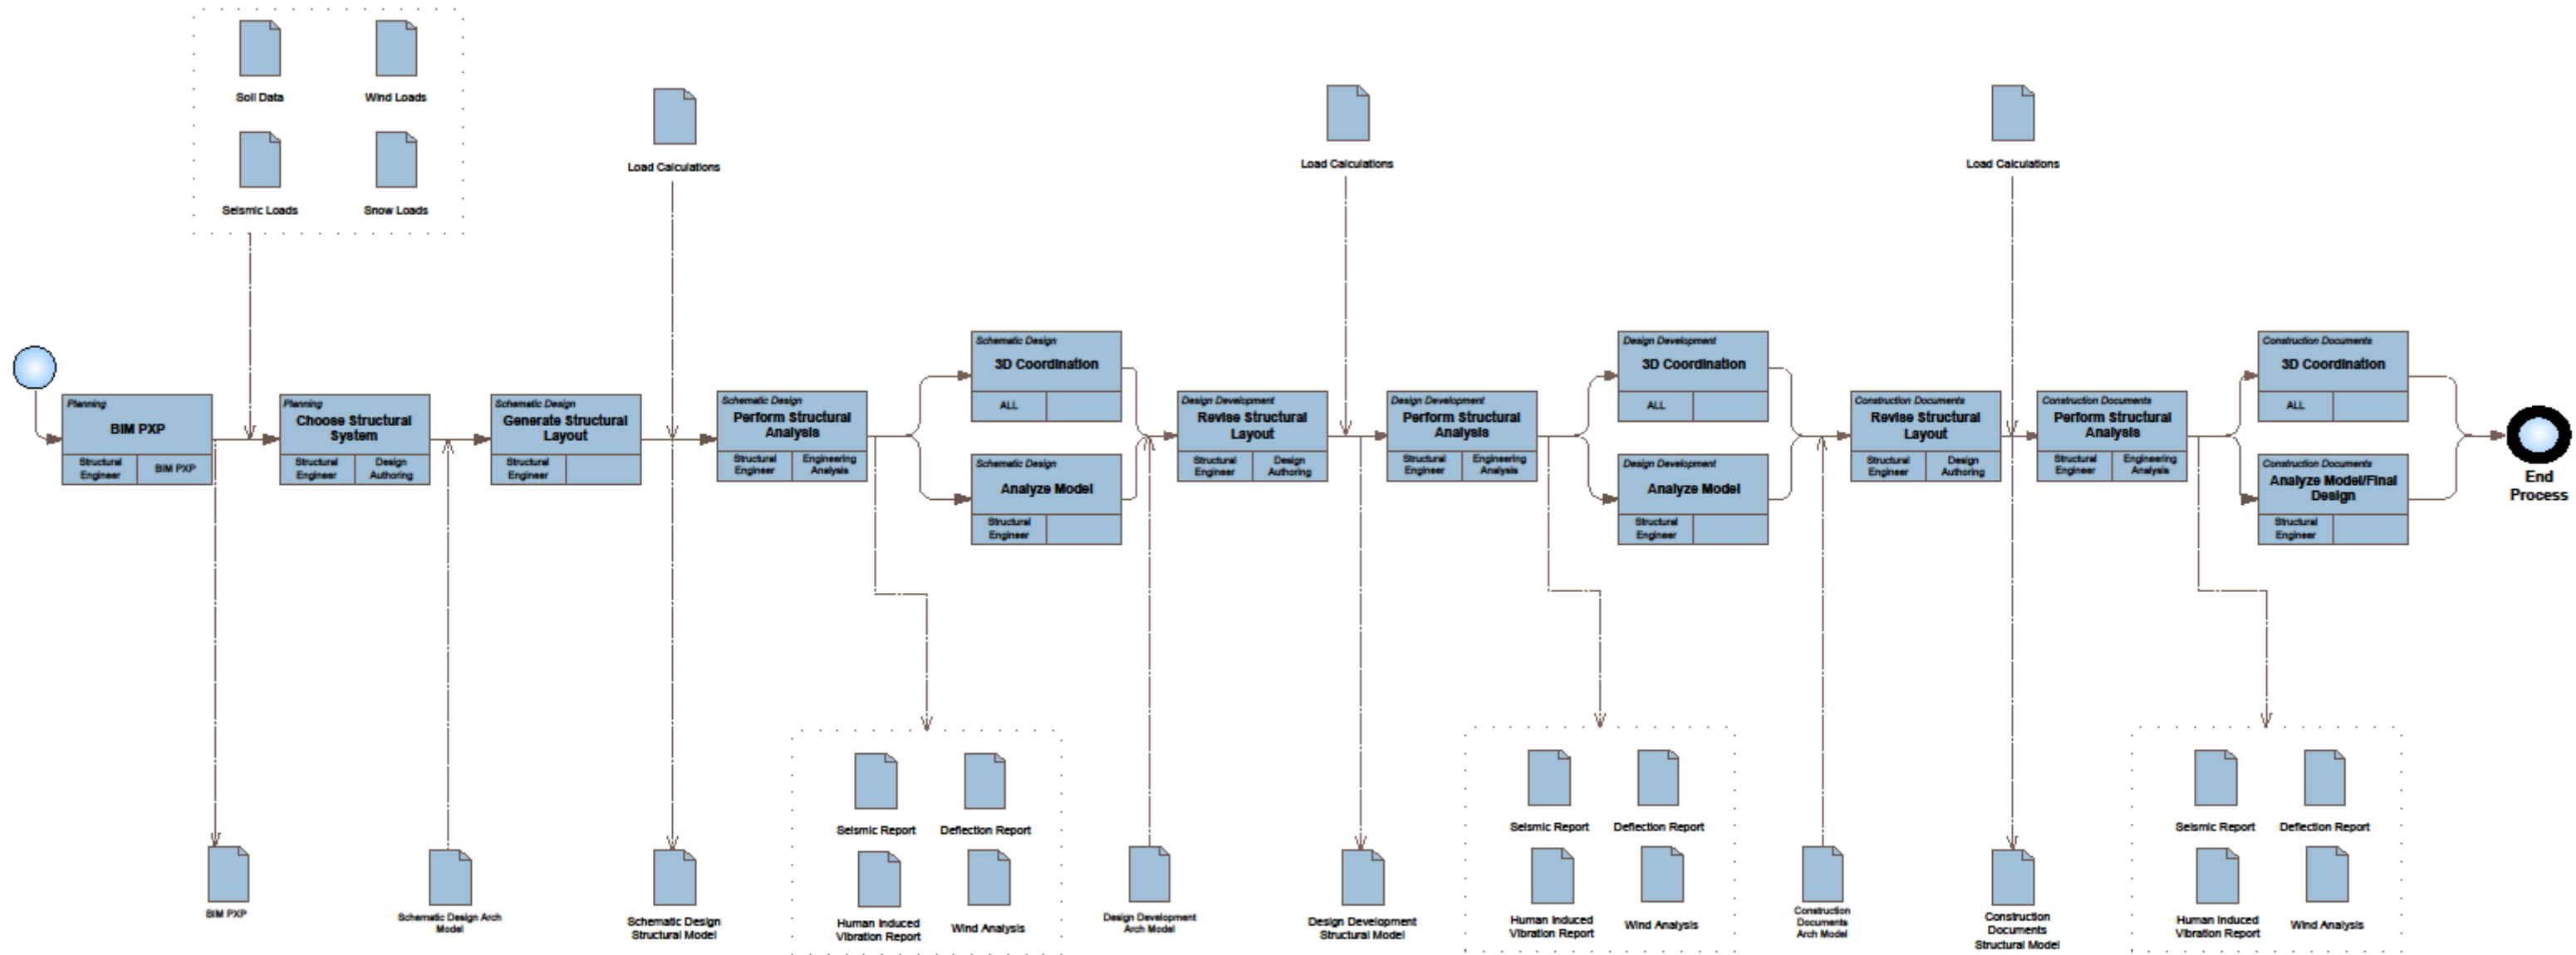 Soil Data
Wind Loads
Seismic Loads
Snow Loads
Load Calculations
Load Calculations
Load Calculations
Planning
BIM PXP
Structural
Engineer
BIM PXP
Planning
Choose Structural
System
Structural
Engineer
Design
Authoring
Schematic Design
Generate Structural
Layout
Structural
Engineer
Schematic Design
Perform Structural
Analysis
Structural
Engineer
Engineering
Analysis
Schematic Design
3D Coordination
ALL
Schematic Design
Analyze Model
Structural
Engineer
Design Development
Revise Structural
Layout
Structural
Engineer
Design
Authoring
Design Development
Perform Structural
Analysis
Structural
Engineer
Engineering
Analysis
Design Development
3D Coordination
ALL
Design Development
Analyze Model
Structural
Engineer
Construction Documents
Revise Structural
Layout
Structural
Engineer
Design
Authoring
Construction Documents
Perform Structural
Analysis
Structural
Engineer
Engineering
Analysis
Construction Documents
3D Coordination
ALL
Construction Documents
Analyze Model/Final
Design
Structural
Engineer
End
Process
BIM PXP
Schematic Design Arch
Model
Schematic Design
Structural Model
Seismic Report
Deflection Report
Human Induced
Vibration Report
Wind Analysis
Design Development
Arch Model
Design Development
Structural Model
Seismic Report
Deflection Report
Human Induced
Vibration Report
Wind Analysis
Construction
Documents
Arch Model
Construction
Documents
Structural Model
Seismic Report
Deflection Report
Human Induced
Vibration Report
Wind Analysis